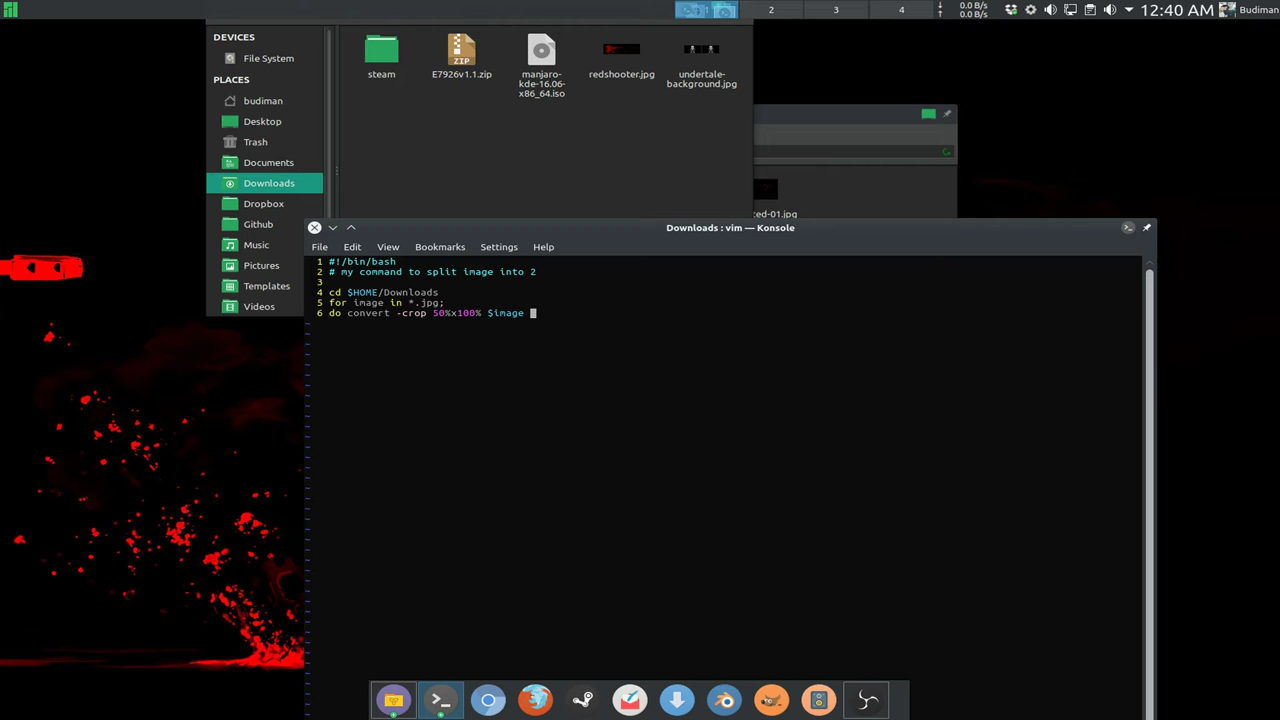 2
3
4
0.0 B/s
0.0 B/s
12:40 AM
Budiman
DEVICES
File System
PLACES
budiman
Desktop
Trash
Documents
Downloads
Dropbox
Github
Music
Pictures
Templates
Videos
steam
ZIP
E7926v1.1.zip
manjaro-
kde-16.06-
x86_64.iso
redshooter.jpg
undertale-
background.jpg
ced-01.jpg
Downloads : vim — Konsole
File Edit View Bookmarks Settings Help
1 #!/bin/bash
2 # my command to split image into 2
3
4 cd $HOME/Downloads
5 for image in *.jpg;
6 do convert -crop 50%x100% $image